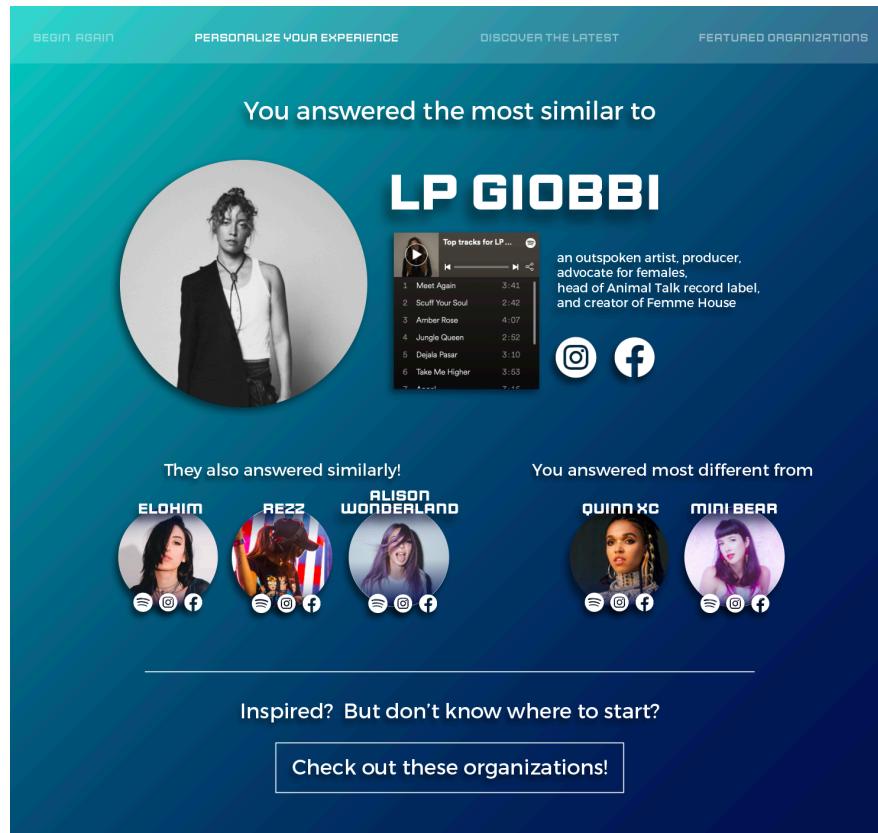 BEGIN AGAIN
PERSONALIZE YOUR EXPERIENCE
DISCOVER THE LATEST
FEATURED ORGANIZATIONS
You answered the most similar to
LP GIOBBI
Top tracks for LP ...
1 Meet Again 3:41
2 Scuff Your Soul 2:42
3 Amber Rose 4:07
4 Jungle Queen 2:52
5 Dejala Pasar 3:10
6 Take Me Higher 3:53
an outspoken artist, producer,
advocate for females,
head of Animal Talk record label,
and creator of Femme House
They also answered similarly!
ELOHIM
REZZ
ALISON
WONDERLAND
You answered most different from
QUINN XC
MINI BEAR
Inspired? But don't know where to start?
Check out these organizations!